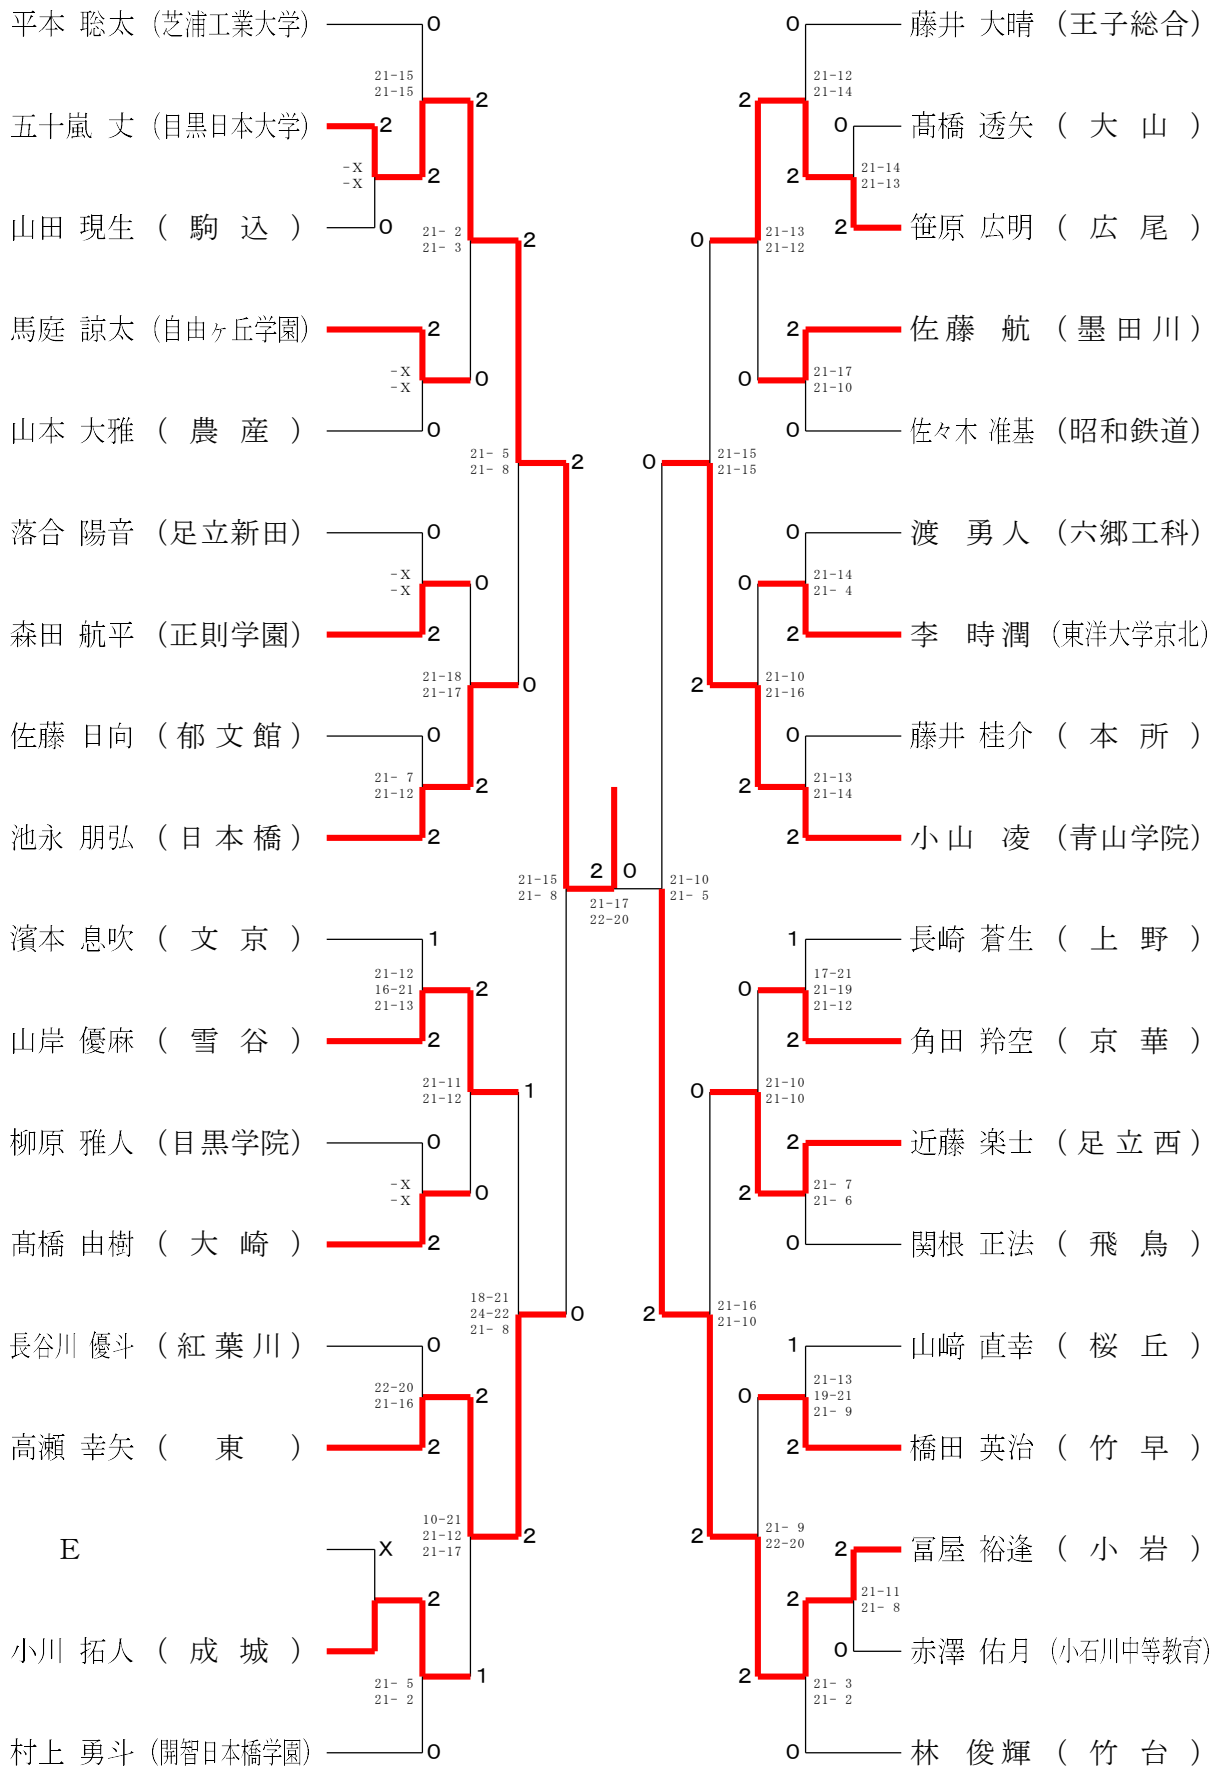 平本 聡太 (芝浦工業大学) 0
0 藤井 大晴 (王子総合)
21-15
21-15
21-12
21-14
2
2
五十嵐 丈 (目黒日本大学) 2
0 髙橋 透矢 ( 大 山 )
-X
-X
2
2
21-14
21-13
山田 現生 ( 駒 込 ) 0
2 笹原 広明 ( 広 尾 )
21- 2
21- 3
2
0
21-13
21-12
馬庭 諒太 (自由ヶ丘学園) 2
2 佐藤 航 (墨田川)
-X
-X
0
0
21-17
21-10
山本 大雅 ( 農 産 ) 0
0 佐々木 准基 (昭和鉄道)
21- 5
21- 8
2
0
21-15
21-15
落合 陽音 (足立新田) 0
0 渡 勇人 (六郷工科)
-X
-X
0
0
21-14
21- 4
森田 航平 (正則学園) 2
2 李 時潤 (東洋大学京北)
21-18
21-17
0
2
21-10
21-16
佐藤 日向 (郁文館) 0
0 藤井 桂介 ( 本 所 )
21- 7
21-12
2
2
21-13
21-14
池永 朋弘 (日本橋) 2
2 小山 凌 (青山学院)
21-15
21- 8
2 0
21-17
22-20
21-10
21- 5
濱本 息吹 ( 文 京 ) 1
1 長崎 蒼生 ( 上 野 )
21-12
16-21
21-13
2
0
17-21
21-19
21-12
山岸 優麻 ( 雪 谷 ) 2
2 角田 羚空 ( 京 華 )
21-11
21-12
1
0
21-10
21-10
柳原 雅人 (目黒学院) 0
2 近藤 楽士 (足立西)
-X
-X
0
2
21- 7
21- 6
髙橋 由樹 ( 大 崎 ) 2
0 関根 正法 ( 飛 鳥 )
18-21
24-22
21- 8
0
2
21-16
21-10
長谷川 優斗 (紅葉川) 0
1 山﨑 直幸 ( 桜 丘 )
22-20
21-16
2
0
21-13
19-21
21- 9
高瀬 幸矢 ( 東 ) 2
2 橋田 英治 ( 竹 早 )
10-21
21-12
21-17
2
2
21- 9
22-20
E X
2 冨屋 裕逢 ( 小 岩 )
2
2
21-11
21- 8
小川 拓人 ( 成 城 )
0 赤澤 佑月 (小石川中等教育)
21- 5
21- 2
1
2
21- 3
21- 2
村上 勇斗 (開智日本橋学園) 0
0 林 俊輝 ( 竹 台 )